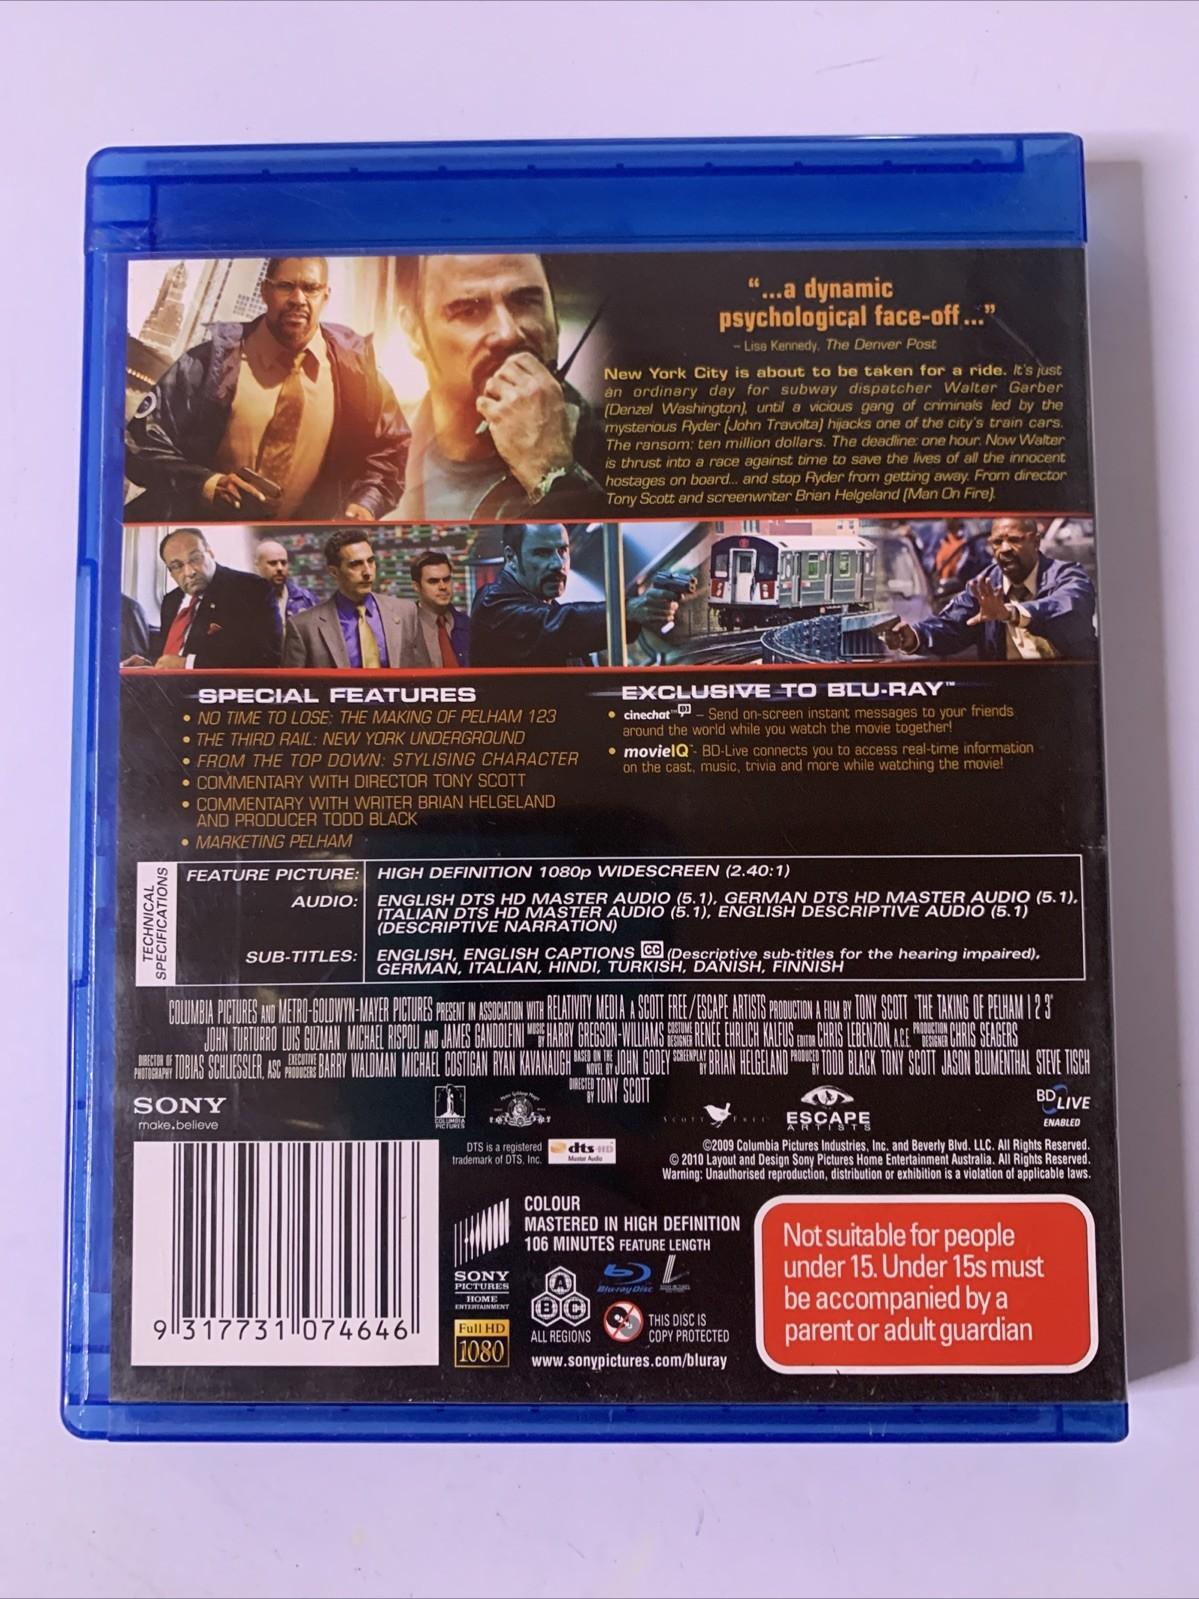 “...a dynamic
psychological face-off...”
– Lisa Kennedy, The Denver Post
New York City is about to be taken for a ride. It's just
an ordinary day for subway dispatcher Walter Garber
(Denzel Washington), until a vicious gang of criminals led by the
mysterious Ryder (John Travolta) hijacks one of the city's train cars.
The ransom: ten million dollars. The deadline: one hour. Now Walter
is thrust into a race against time to save the lives of all the innocent
hostages on board... and stop Ryder from getting away. From director
Tony Scott and screenwriter Brian Helgeland (Man On Fire).
SPECIAL FEATURES
• NO TIME TO LOSE: THE MAKING OF PELHAM 123
• THE THIRD RAIL: NEW YORK UNDERGROUND
• FROM THE TOP DOWN: STYLISING CHARACTER
• COMMENTARY WITH DIRECTOR TONY SCOTT
• COMMENTARY WITH WRITER BRIAN HELGELAND
AND PRODUCER TODD BLACK
• MARKETING PELHAM
EXCLUSIVE TO BLU-RAY™
• cinechat™ – Send on-screen instant messages to your friends
around the world while you watch the movie together!
• movieIQ™- BD-Live connects you to access real-time information
on the cast, music, trivia and more while watching the movie!
TECHNICAL
SPECIFICATIONS
FEATURE PICTURE: HIGH DEFINITION 1080p WIDESCREEN (2.40:1)
AUDIO: ENGLISH DTS HD MASTER AUDIO (5.1), GERMAN DTS HD MASTER AUDIO (5.1),
ITALIAN DTS HD MASTER AUDIO (5.1), ENGLISH DESCRIPTIVE AUDIO (5.1)
(DESCRIPTIVE NARRATION)
SUB-TITLES: ENGLISH, ENGLISH CAPTIONS CC (Descriptive sub-titles for the hearing impaired),
GERMAN, ITALIAN, HINDI, TURKISH, DANISH, FINNISH
COLUMBIA PICTURES AND METRO-GOLDWYN-MAYER PICTURES PRESENT IN ASSOCIATION WITH RELATIVITY MEDIA A SCOTT FREE/ESCAPE ARTISTS PRODUCTION A FILM BY TONY SCOTT "THE TAKING OF PELHAM 1 2 3"
JOHN TURTURRO LUIS GUZMAN MICHAEL RISPOLI AND JAMES GANDOLFINI MUSIC BY HARRY GREGSON-WILLIAMS COSTUME DESIGNER RENÉE EHRLICH KALFUS EDITOR CHRIS LEBENZON, A.C.E. PRODUCTION DESIGNER CHRIS SEAGERS
DIRECTOR OF PHOTOGRAPHY TOBIAS SCHLIESSLER, ASC EXECUTIVE PRODUCERS BARRY WALDMAN MICHAEL COSTIGAN RYAN KAVANAUGH BASED ON THE NOVEL BY JOHN GODEY SCREENPLAY BY BRIAN HELGELAND PRODUCED BY TODD BLACK TONY SCOTT JASON BLUMENTHAL STEVE TISCH
DIRECTED BY TONY SCOTT
SONY
make.believe
COLUMBIA
PICTURES
SCOTT FREE
ESCAPE
ARTISTS
BD LIVE
ENABLED
DTS is a registered
trademark of DTS, Inc.
dts-HD
Master Audio
©2009 Columbia Pictures Industries, Inc. and Beverly Blvd. LLC. All Rights Reserved.
© 2010 Layout and Design Sony Pictures Home Entertainment Australia. All Rights Reserved.
Warning: Unauthorised reproduction, distribution or exhibition is a violation of applicable laws.
9 317731 074646
COLOUR
MASTERED IN HIGH DEFINITION
106 MINUTES FEATURE LENGTH
SONY
PICTURES
HOME
ENTERTAINMENT
Full HD
1080
A
B C
ALL REGIONS
Blu-ray Disc
THIS DISC IS
COPY PROTECTED
www.sonypictures.com/bluray
Not suitable for people
under 15. Under 15s must
be accompanied by a
parent or adult guardian